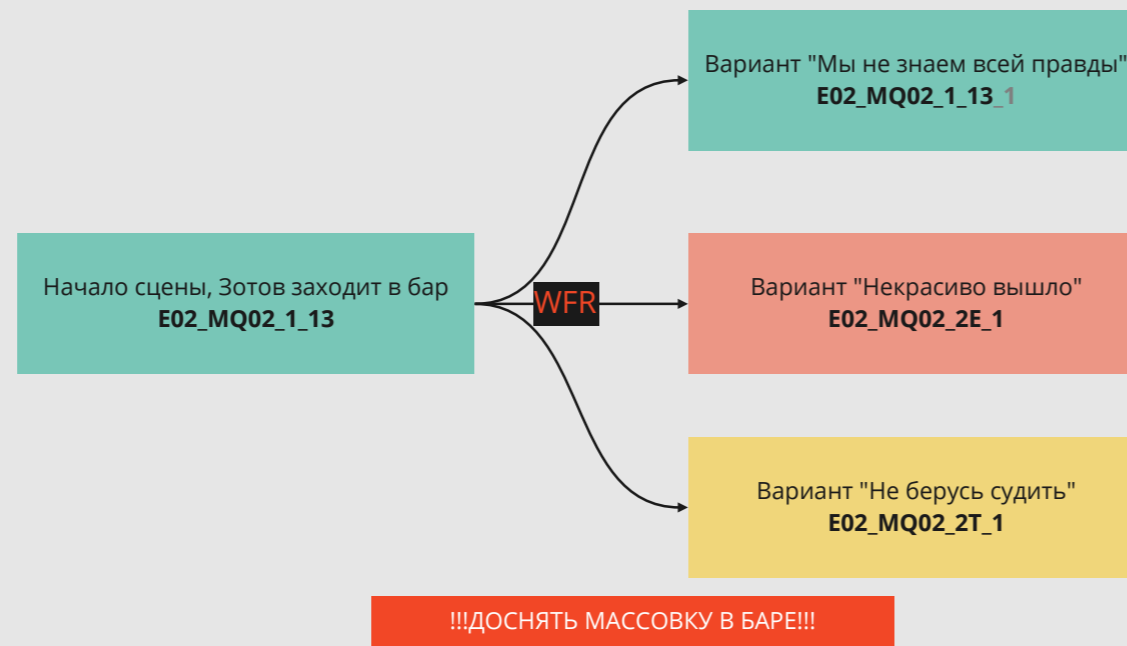 Вариант "Мы не знаем всей правды"
E02_MQ02_1_13_1
Начало сцены, Зотов заходит в бар
E02_MQ02_1_13
WFR
Вариант "Некрасиво вышло"
E02_MQ02_2E_1
Вариант "Не берусь судить"
E02_MQ02_2T_1
!!!ДОСНЯТЬ МАССОВКУ В БАРЕ!!!